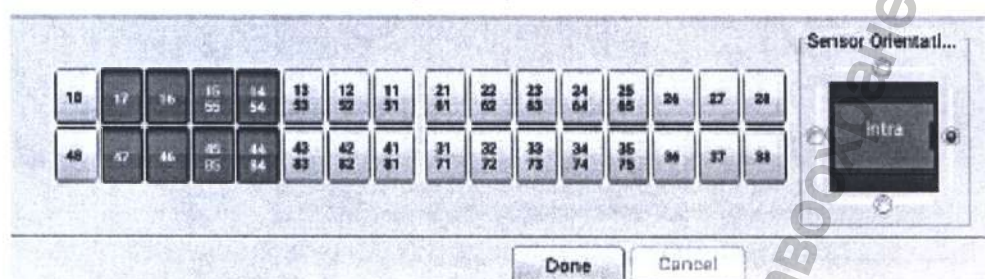 Sensor Orientati...
18 17 16 15 14 13 12 11 21 22 23 24 25 26 27 28
55 54 53 52 51 61 62 63 64 65
Intra
48 47 46 45 44 43 42 41 31 32 33 34 35 36 37 38
85 84 83 82 81 71 72 73 74 75
Done Cancel